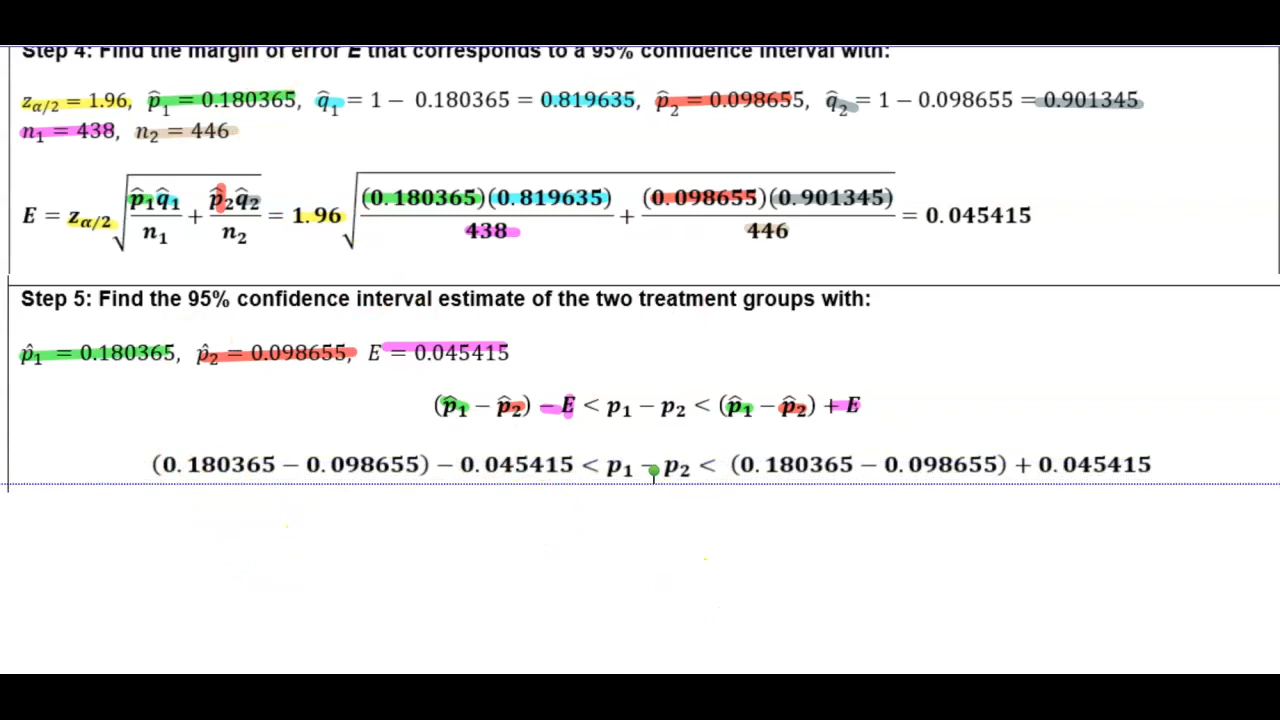 Step 4: Find the margin of error E that corresponds to a 95% confidence interval with:
z_{α/2} = 1.96, p̂₁ = 0.180365, q̂₁ = 1 − 0.180365 = 0.819635, p̂₂ = 0.098655, q̂₂ = 1 − 0.098655 = 0.901345
n₁ = 438, n₂ = 446
E = z_{α/2} √(p̂₁q̂₁/n₁ + p̂₂q̂₂/n₂) = 1.96 √((0.180365)(0.819635)/438 + (0.098655)(0.901345)/446) = 0.045415
Step 5: Find the 95% confidence interval estimate of the two treatment groups with:
p̂₁ = 0.180365, p̂₂ = 0.098655, E = 0.045415
(p̂₁ − p̂₂) − E < p₁ − p₂ < (p̂₁ − p̂₂) + E
(0.180365 − 0.098655) − 0.045415 < p₁ − p₂ < (0.180365 − 0.098655) + 0.045415